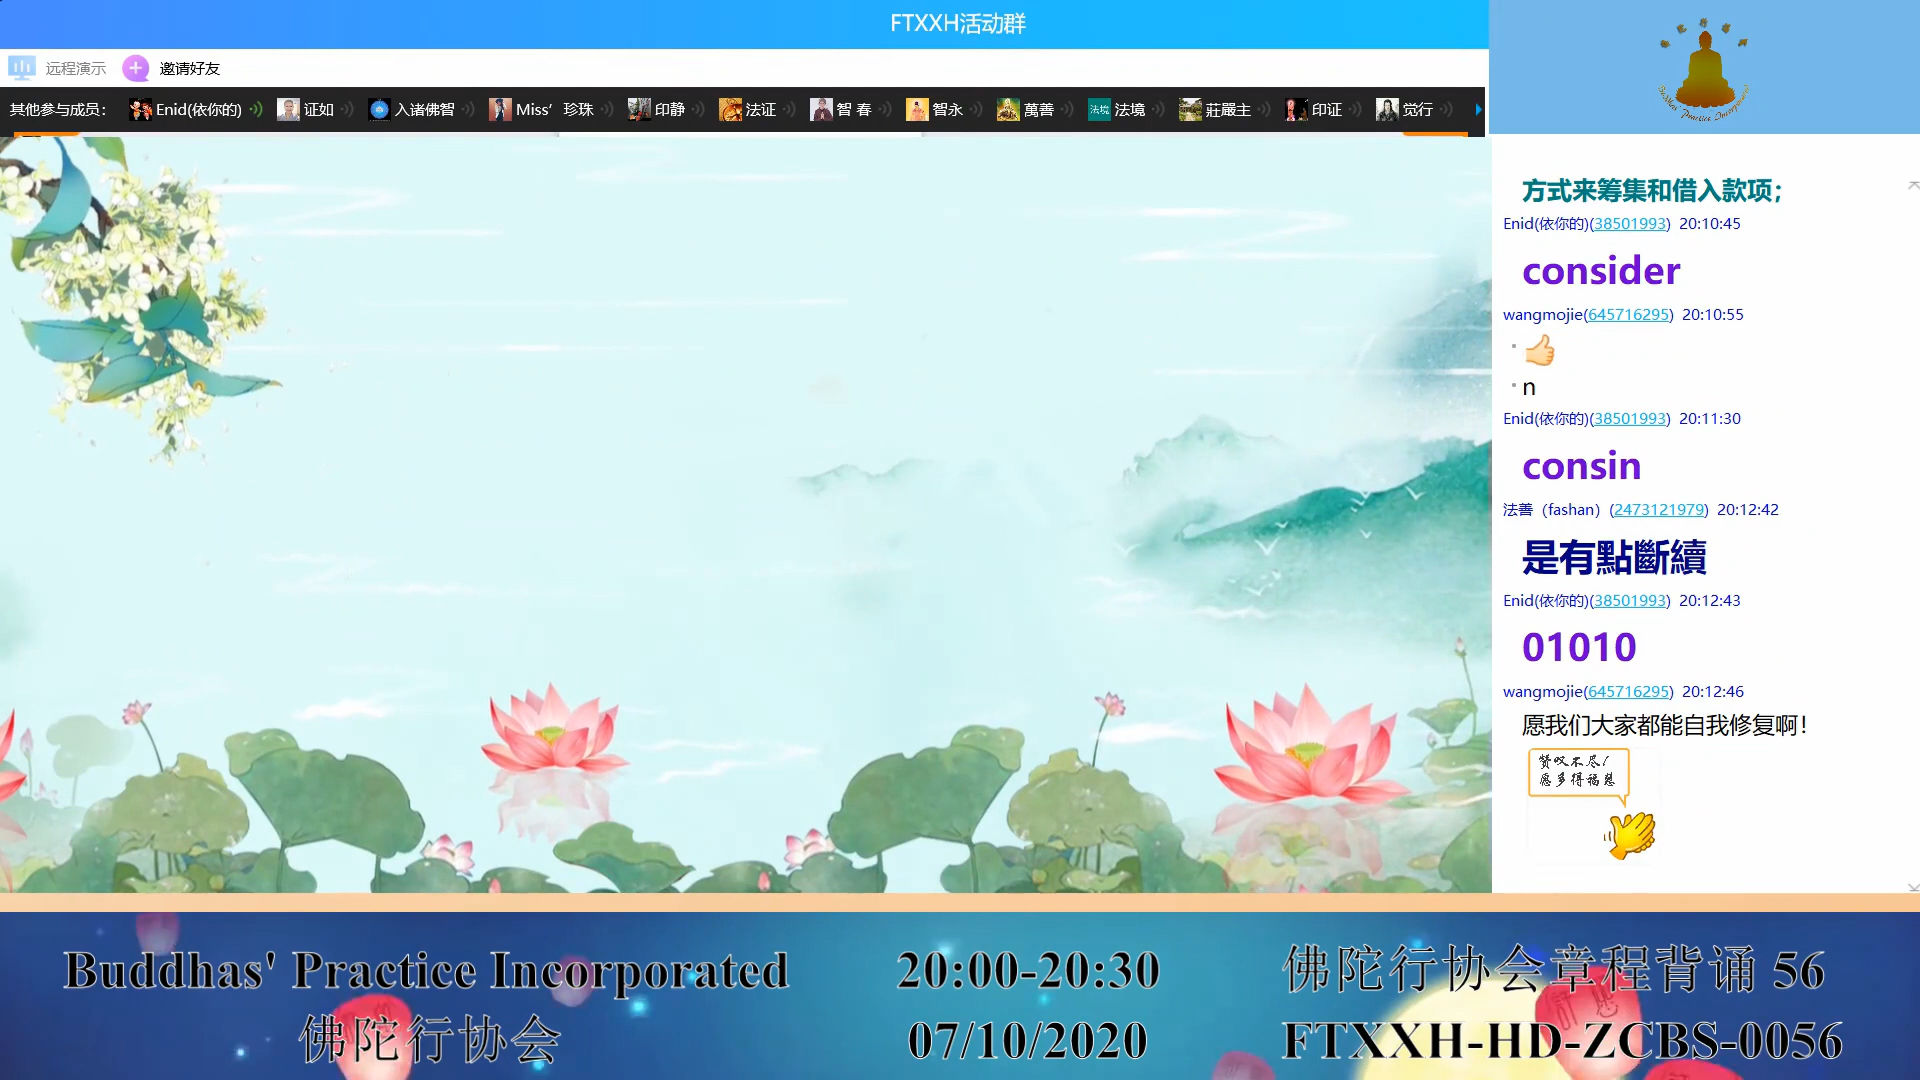 FTXXH活动群
远程演示 邀请好友
其他参与成员： Enid(依你的) 证如 入诸佛智 Miss’ 珍珠 印静 法证 智 春 智永 萬善 法境 法境 莊嚴主 印证 觉行
Buddhas' Practice Incorporated
方式来筹集和借入款项；
Enid(依你的)(38501993) 20:10:45
consider
wangmojie(645716295) 20:10:55
n
Enid(依你的)(38501993) 20:11:30
consin
法善（fashan）(2473121979) 20:12:42
是有點斷續
Enid(依你的)(38501993) 20:12:43
01010
wangmojie(645716295) 20:12:46
愿我们大家都能自我修复啊！
赞叹不尽！
愿多得福慧
Buddhas' Practice Incorporated
佛陀行协会
20:00-20:30
07/10/2020
佛陀行协会章程背诵 56
FTXXH-HD-ZCBS-0056